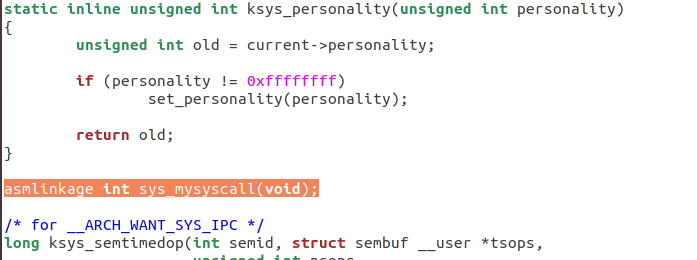 static inline unsigned int ksys_personality(unsigned int personality)
{
unsigned int old = current->personality;
if (personality != 0xffffffff)
set_personality(personality);
return old;
}
asmlinkage int sys_mysyscall(void);
/* for __ARCH_WANT_SYS_IPC */
long ksys_semtimedop(int semid, struct sembuf __user *tsops,
unsigned int nsops